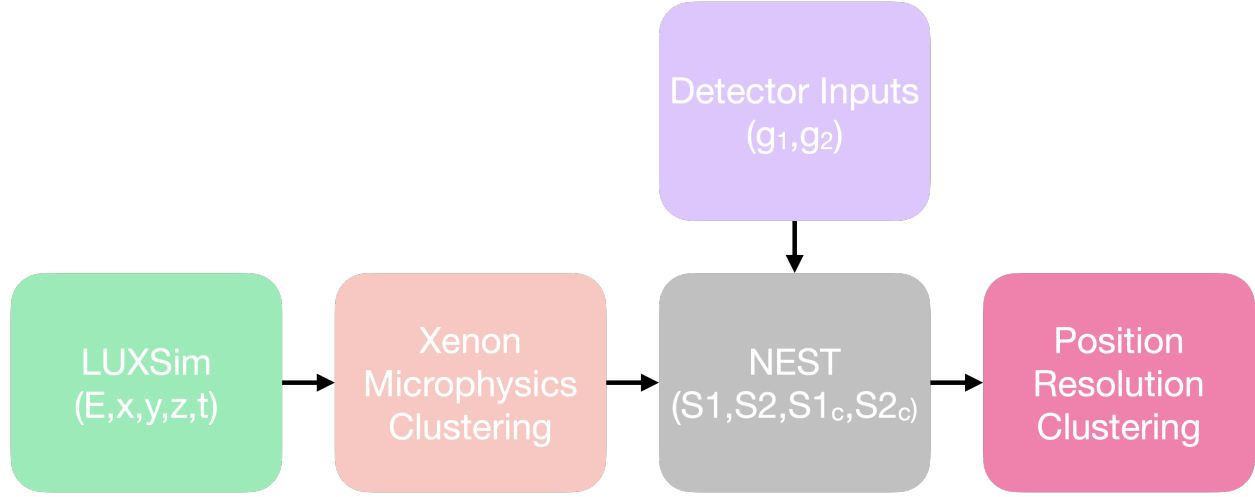 Detector Inputs
(g₁,g₂)
LUXSim
(E,x,y,z,t)
Xenon
Microphysics
Clustering
NEST
(S1,S2,S1c,S2c)
Position
Resolution
Clustering